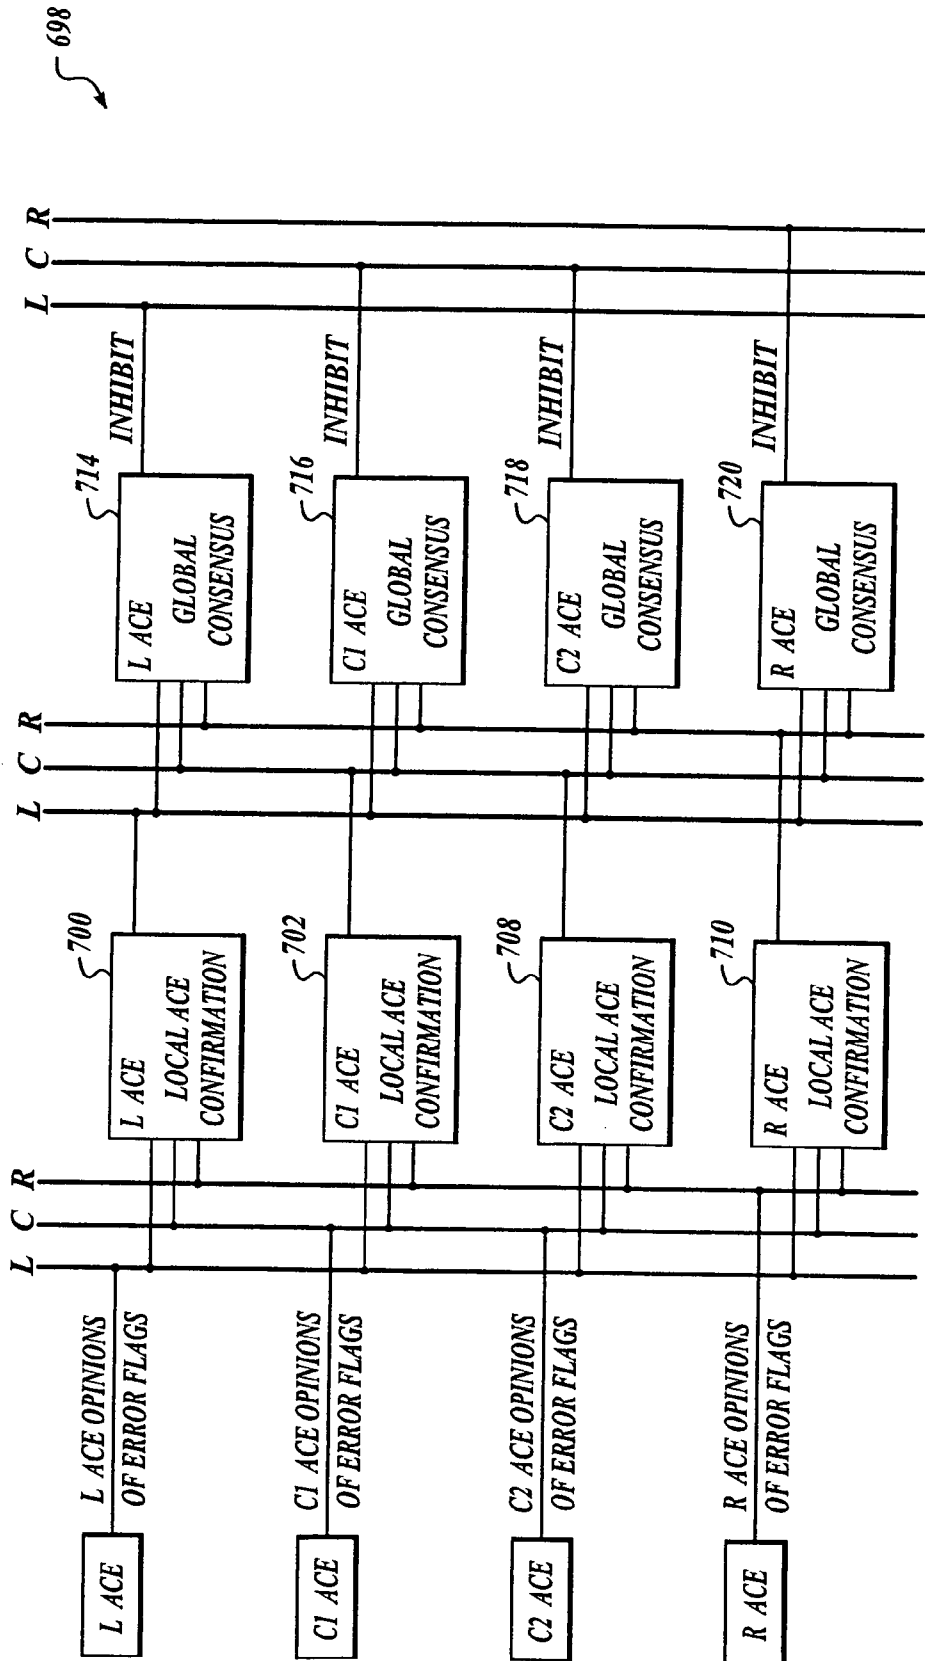 698
L
C
R
L
C
R
L
C
R
L ACE
L ACE OPINIONS
OF ERROR FLAGS
700
L ACE
LOCAL ACE
CONFIRMATION
714
L ACE
GLOBAL
CONSENSUS
INHIBIT
C1 ACE
C1 ACE OPINIONS
OF ERROR FLAGS
702
C1 ACE
LOCAL ACE
CONFIRMATION
716
C1 ACE
GLOBAL
CONSENSUS
INHIBIT
C2 ACE
C2 ACE OPINIONS
OF ERROR FLAGS
708
C2 ACE
LOCAL ACE
CONFIRMATION
718
C2 ACE
GLOBAL
CONSENSUS
INHIBIT
R ACE
R ACE OPINIONS
OF ERROR FLAGS
710
R ACE
LOCAL ACE
CONFIRMATION
720
R ACE
GLOBAL
CONSENSUS
INHIBIT